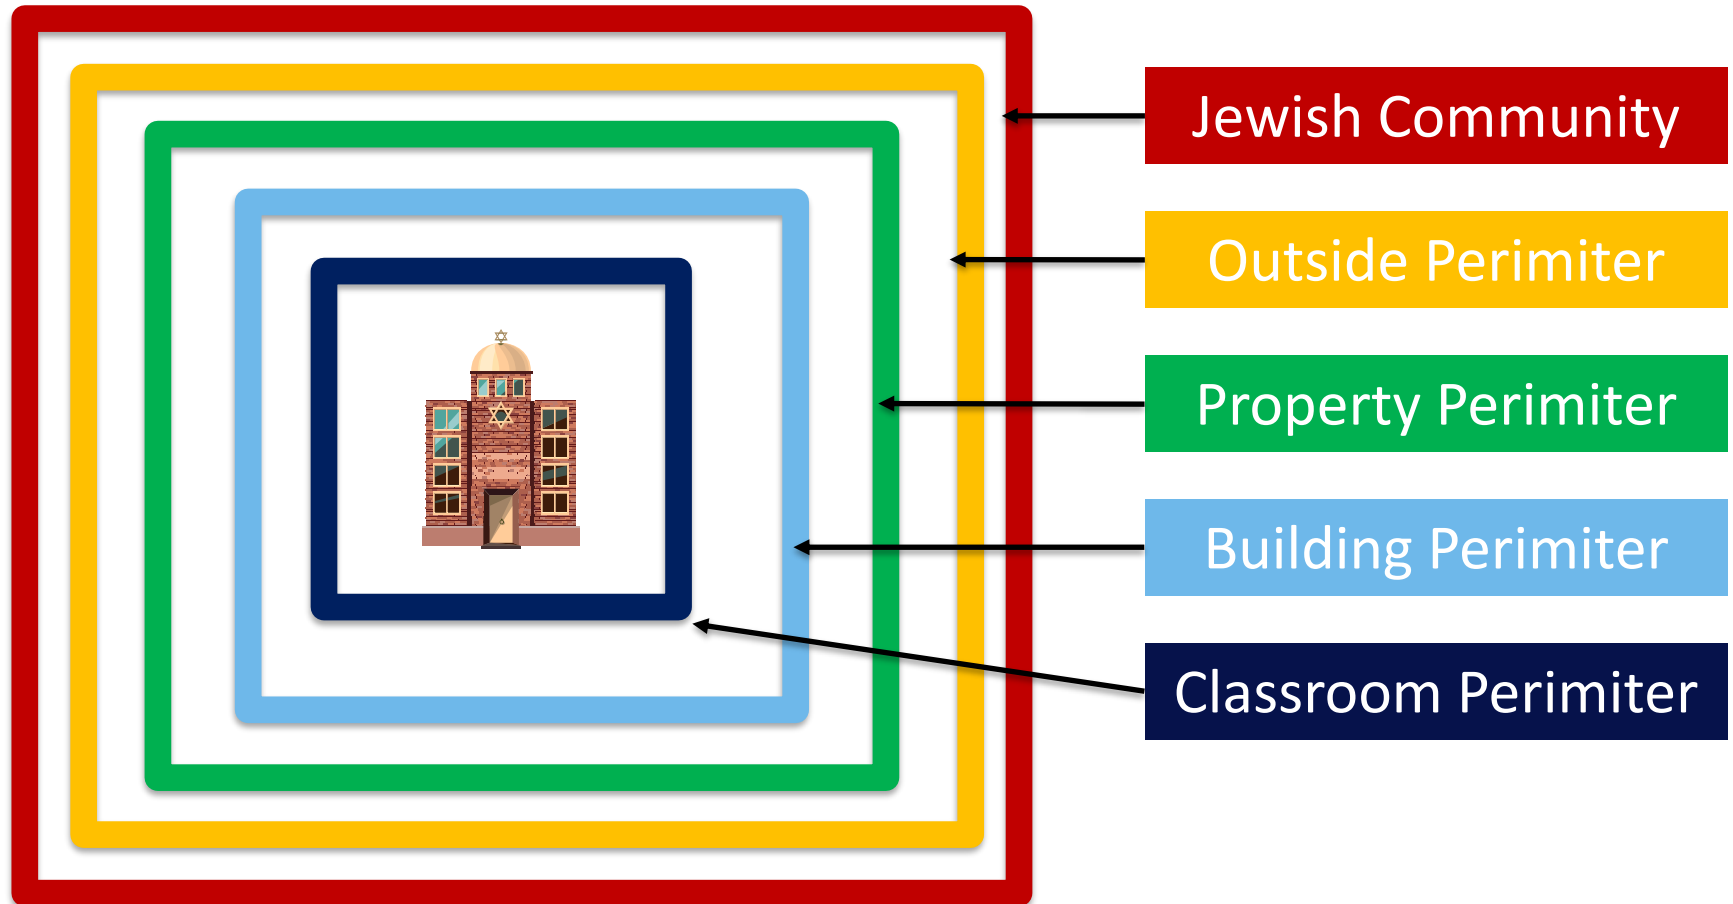 Jewish Community
Outside Perimiter
Property Perimiter
Building Perimiter
Classroom Perimiter